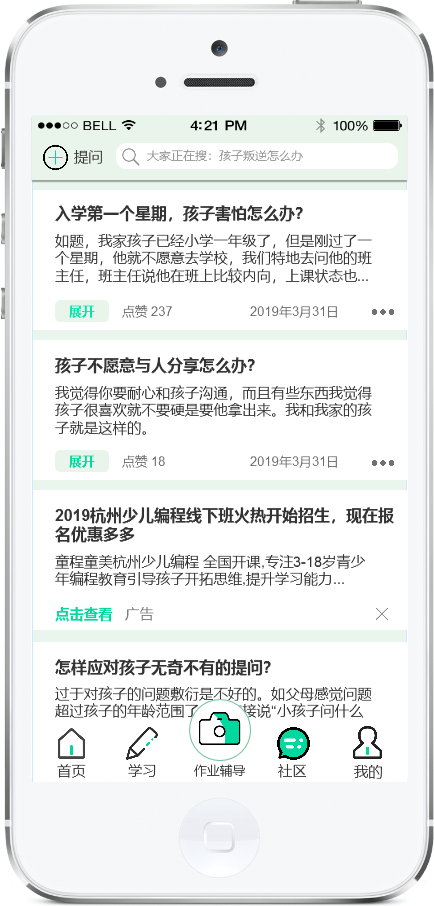 BELL 4:21 PM 100%
提问 大家正在搜：孩子叛逆怎么办
入学第一个星期，孩子害怕怎么办？
如题，我家孩子已经小学一年级了，但是刚过了一
个星期，他就不愿意去学校，我们特地去问他的班
主任，班主任说他在班上比较内向，上课状态也...
展开 点赞 237 2019年3月31日
孩子不愿意与人分享怎么办？
我觉得你要耐心和孩子沟通，而且有些东西我觉得
孩子很喜欢就不要硬是要他拿出来。我和我家的孩
子就是这样的。
展开 点赞 18 2019年3月31日
2019杭州少儿编程线下班火热开始招生，现在报
名优惠多多
童程童美杭州少儿编程 全国开课,专注3-18岁青少
年编程教育引导孩子开拓思维,提升学习能力...
点击查看 广告
怎样应对孩子无奇不有的提问？
过于对孩子的问题敷衍是不好的。如父母感觉问题
超过孩子的年龄范围了 接说“小孩子问什么
首页 学习 作业辅导 社区 我的